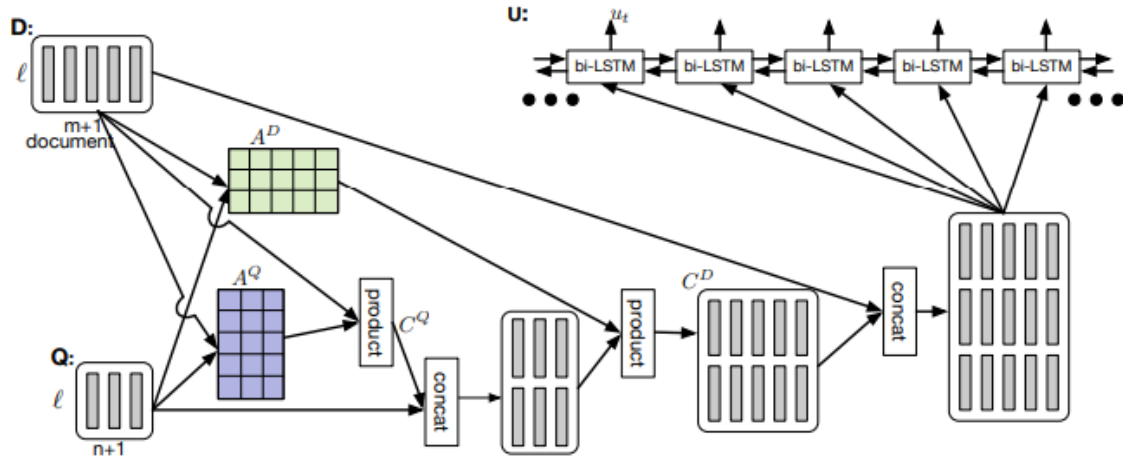 D:
U:
u_t
ℓ
bi-LSTM
bi-LSTM
bi-LSTM
bi-LSTM
bi-LSTM
m+1
document
A^D
A^Q
product
C^Q
product
C^D
concat
Q:
ℓ
concat
n+1